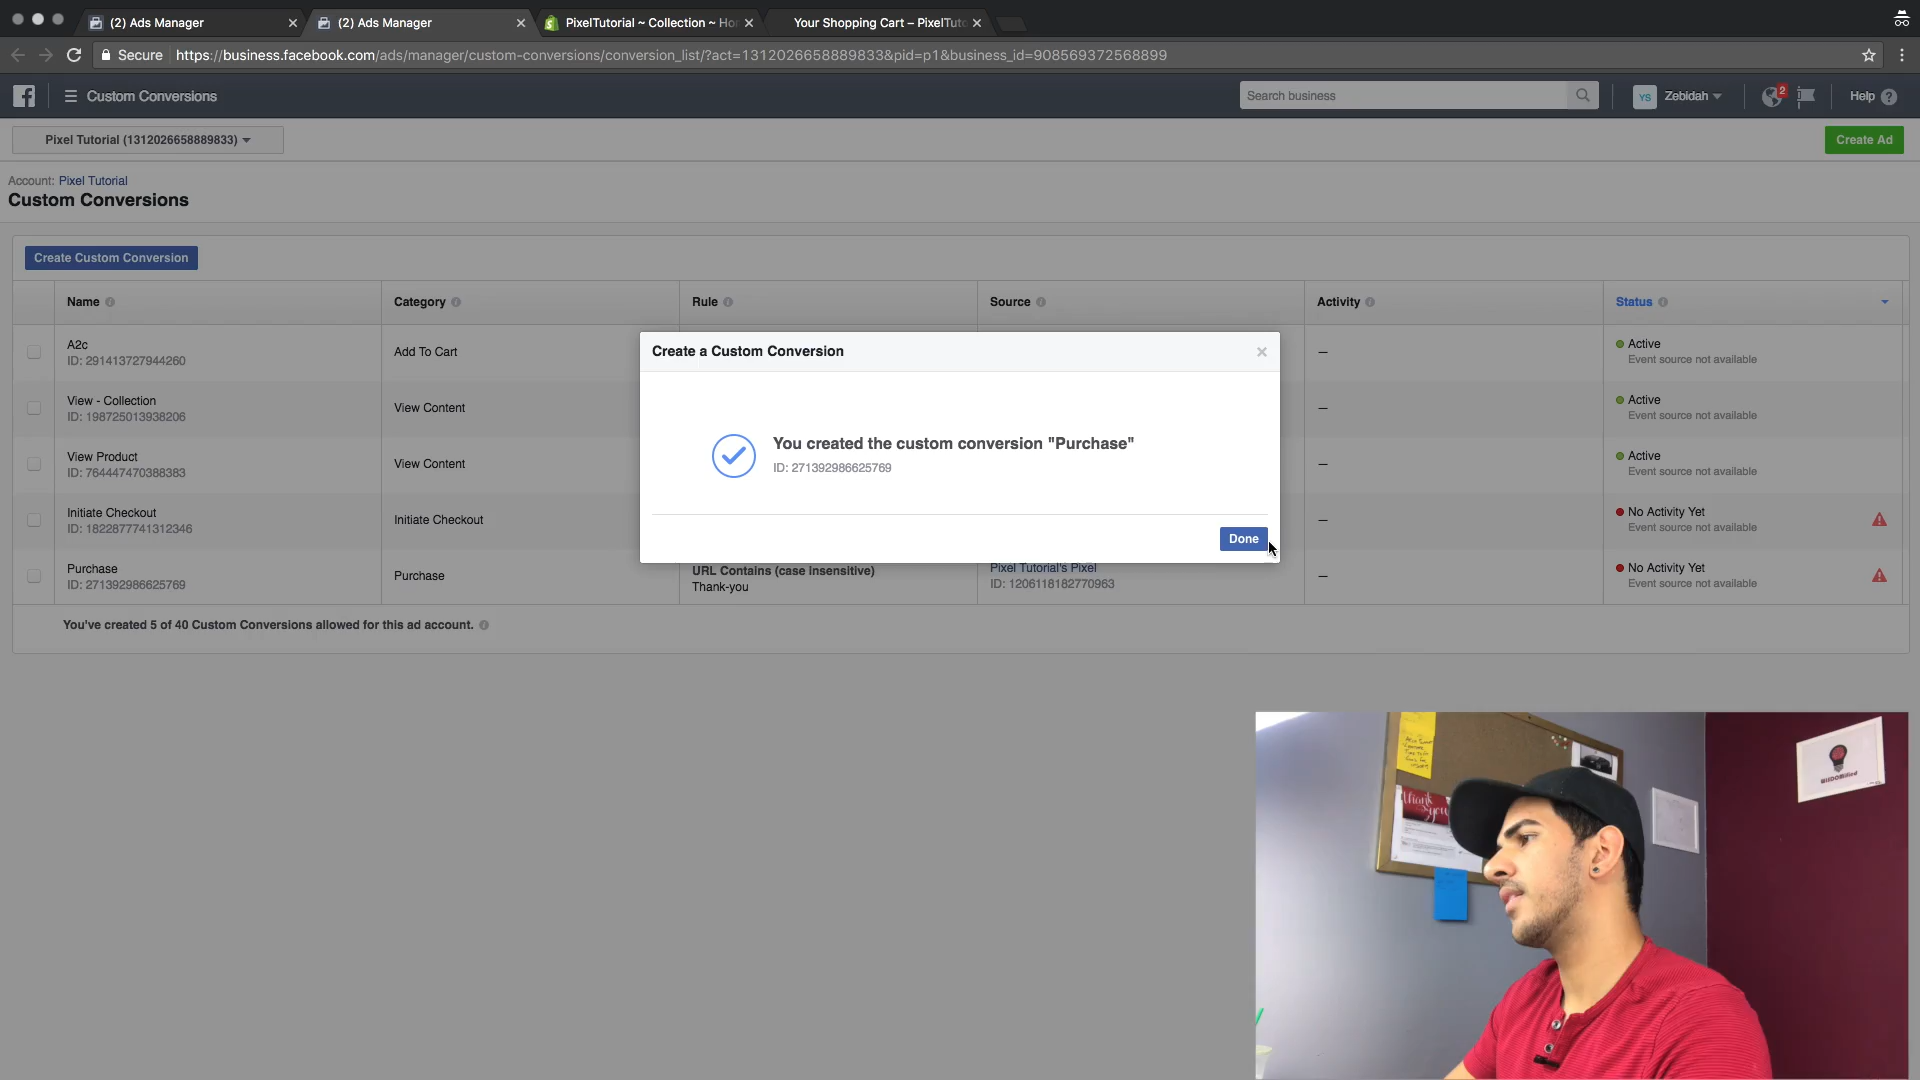 (2) Ads Manager
(2) Ads Manager
PixelTutorial ~ Collection ~ Ho
Your Shopping Cart – PixelTuto
Secure
https://business.facebook.com/ads/manager/custom-conversions/conversion_list/?act=1312026658889833&pid=p1&business_id=908569372568899
Custom Conversions
Search business
YS
Zebidah
2
Help
Pixel Tutorial (1312026658889833)
Create Ad
Account: Pixel Tutorial
Custom Conversions
Create Custom Conversion
Name
Category
Rule
Source
Activity
Status
A2c
ID: 291413727944260
Add To Cart
—
Active
Event source not available
View - Collection
ID: 198725013938206
View Content
—
Active
Event source not available
View Product
ID: 764447470388383
View Content
—
Active
Event source not available
Initiate Checkout
ID: 1822877741312346
Initiate Checkout
—
No Activity Yet
Event source not available
Purchase
ID: 271392986625769
Purchase
URL Contains (case insensitive)
Thank-you
Pixel Tutorial's Pixel
ID: 1206118182770963
—
No Activity Yet
Event source not available
You've created 5 of 40 Custom Conversions allowed for this ad account.
Create a Custom Conversion
You created the custom conversion "Purchase"
ID: 271392986625769
Done
thank
you